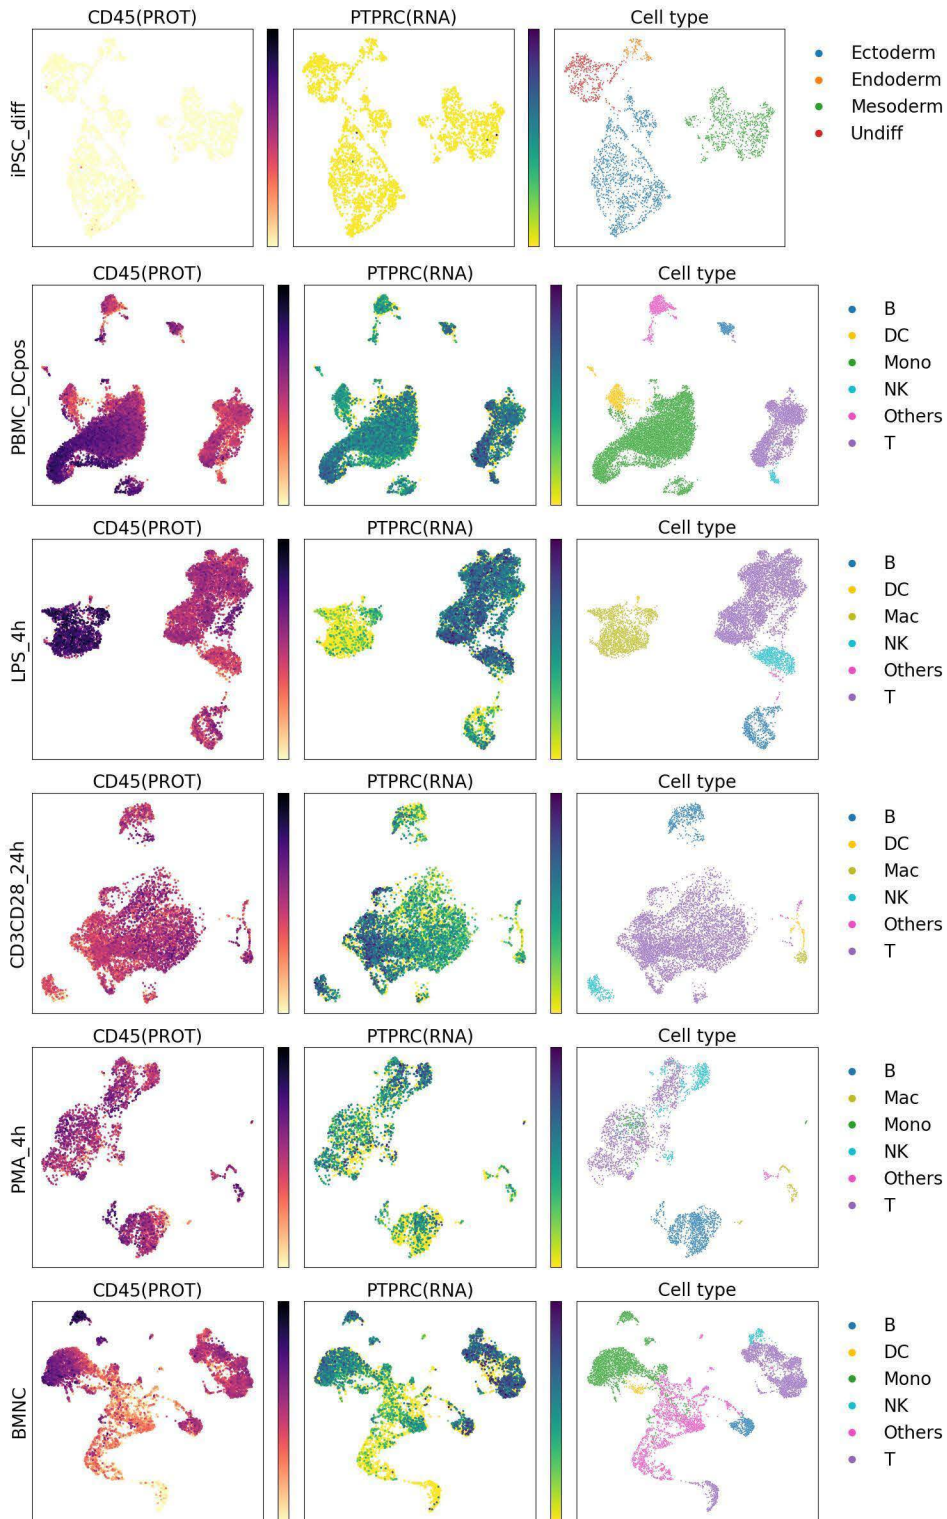 CD45(PROT) PTPRC(RNA) Cell type
iPSC_diff
Ectoderm
Endoderm
Mesoderm
Undiff
CD45(PROT) PTPRC(RNA) Cell type
PBMC_DCpos
B
DC
Mono
NK
Others
T
CD45(PROT) PTPRC(RNA) Cell type
LPS_4h
B
DC
Mac
NK
Others
T
CD45(PROT) PTPRC(RNA) Cell type
CD3CD28_24h
B
DC
Mac
NK
Others
T
CD45(PROT) PTPRC(RNA) Cell type
PMA_4h
B
Mac
Mono
NK
Others
T
CD45(PROT) PTPRC(RNA) Cell type
BMNC
B
DC
Mono
NK
Others
T